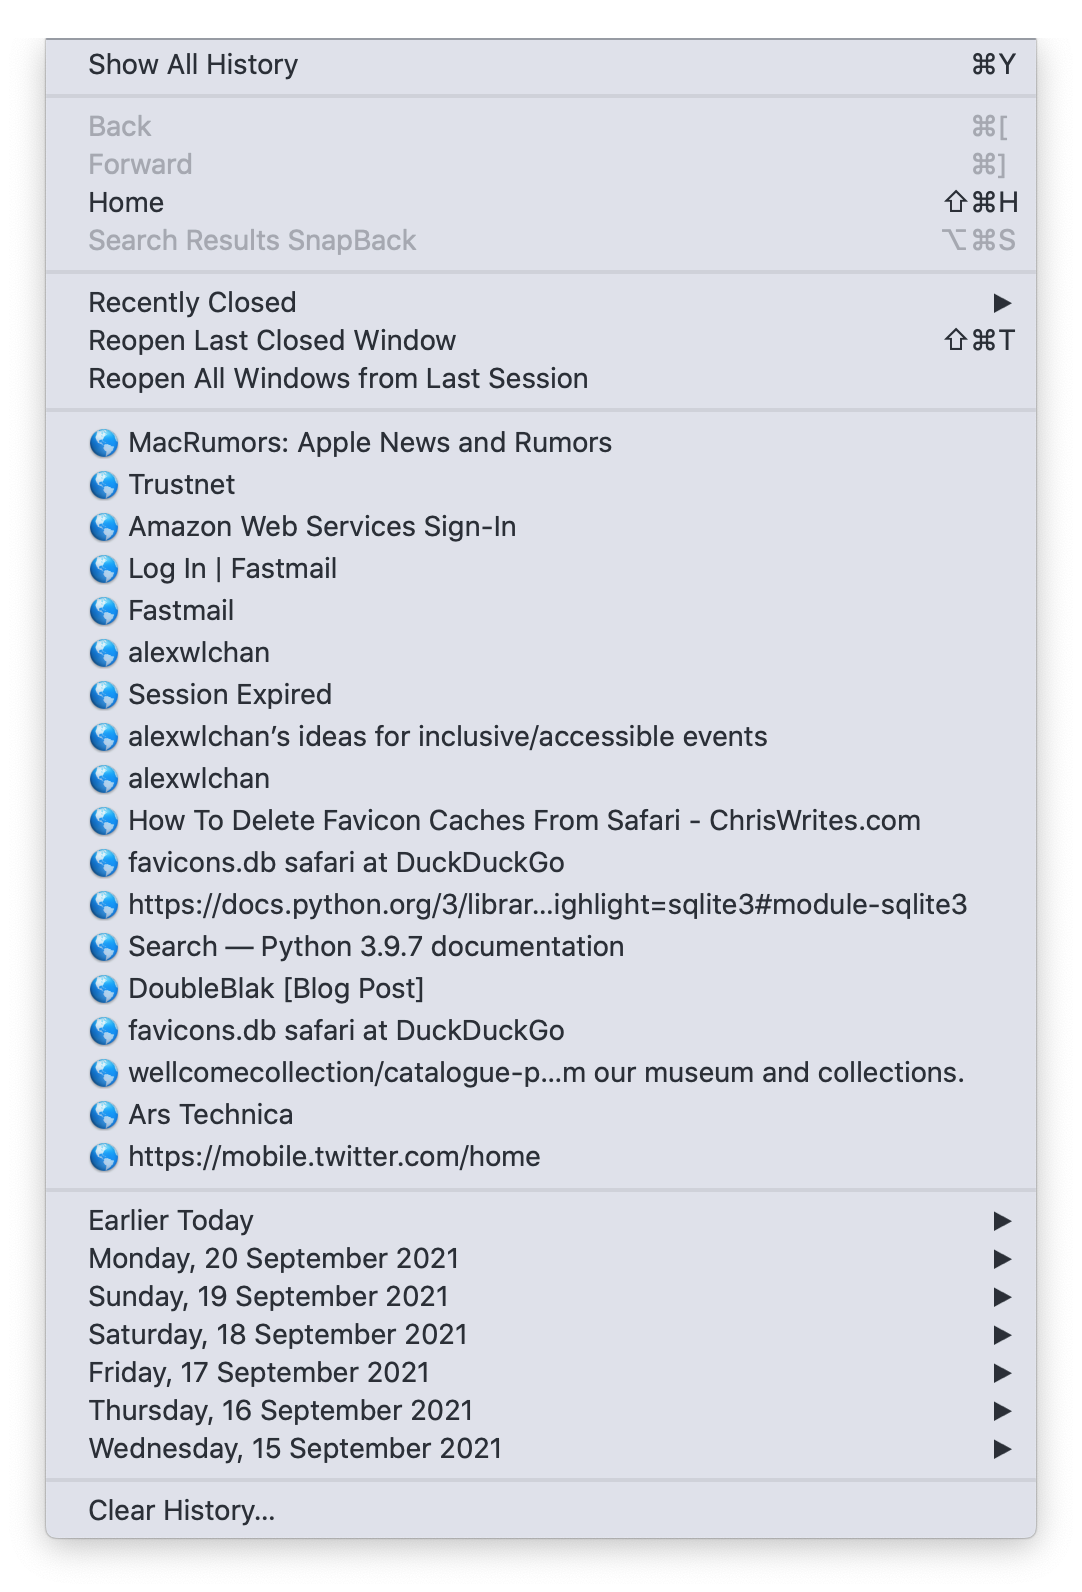 Show All History ⌘Y
Back ⌘[
Forward ⌘]
Home ⇧⌘H
Search Results SnapBack ⌥⌘S
Recently Closed ▶
Reopen Last Closed Window ⇧⌘T
Reopen All Windows from Last Session
MacRumors: Apple News and Rumors
Trustnet
Amazon Web Services Sign-In
Log In | Fastmail
Fastmail
alexwlchan
Session Expired
alexwlchan’s ideas for inclusive/accessible events
alexwlchan
How To Delete Favicon Caches From Safari - ChrisWrites.com
favicons.db safari at DuckDuckGo
https://docs.python.org/3/librar...ighlight=sqlite3#module-sqlite3
Search — Python 3.9.7 documentation
DoubleBlak [Blog Post]
favicons.db safari at DuckDuckGo
wellcomecollection/catalogue-p...m our museum and collections.
Ars Technica
https://mobile.twitter.com/home
Earlier Today ▶
Monday, 20 September 2021 ▶
Sunday, 19 September 2021 ▶
Saturday, 18 September 2021 ▶
Friday, 17 September 2021 ▶
Thursday, 16 September 2021 ▶
Wednesday, 15 September 2021 ▶
Clear History...